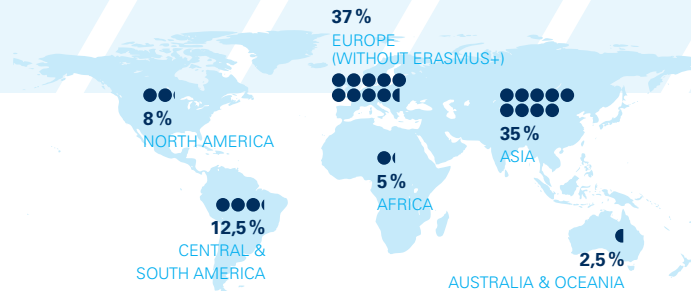 37 %
EUROPE
(WITHOUT ERASMUS+)
8 %
NORTH AMERICA
35 %
ASIA
5 %
AFRICA
12,5 %
CENTRAL &
SOUTH AMERICA
2,5 %
AUSTRALIA & OCEANIA